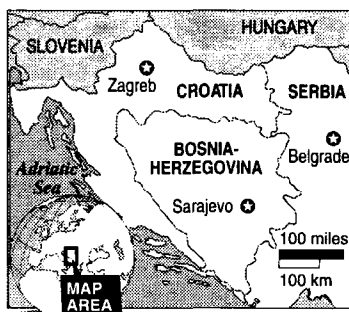 HUNGARY
SLOVENIA
Zagreb
CROATIA
SERBIA
BOSNIA-
HERZEGOVINA
Belgrade
Adriatic
Sea
Sarajevo
100 miles
100 km
MAP
AREA